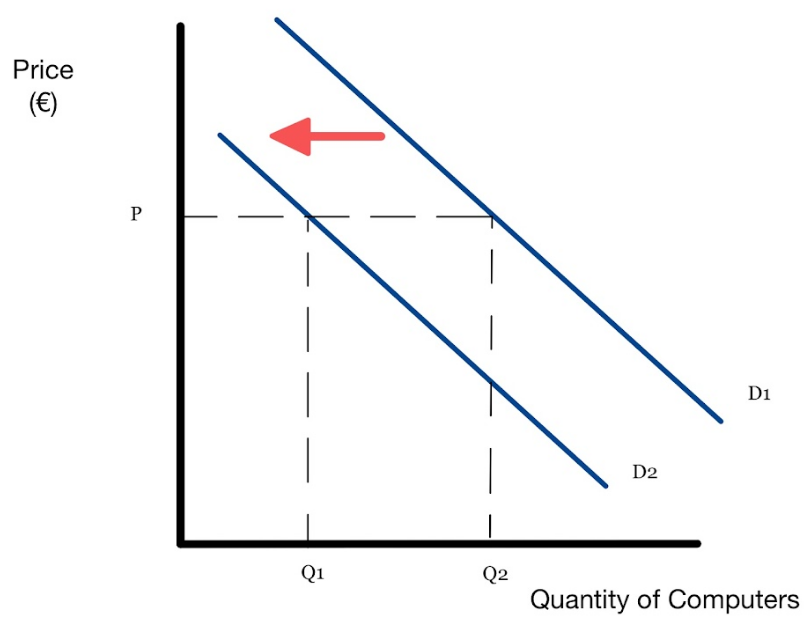 Price
(€)
P
D1
D2
Q1
Q2
Quantity of Computers